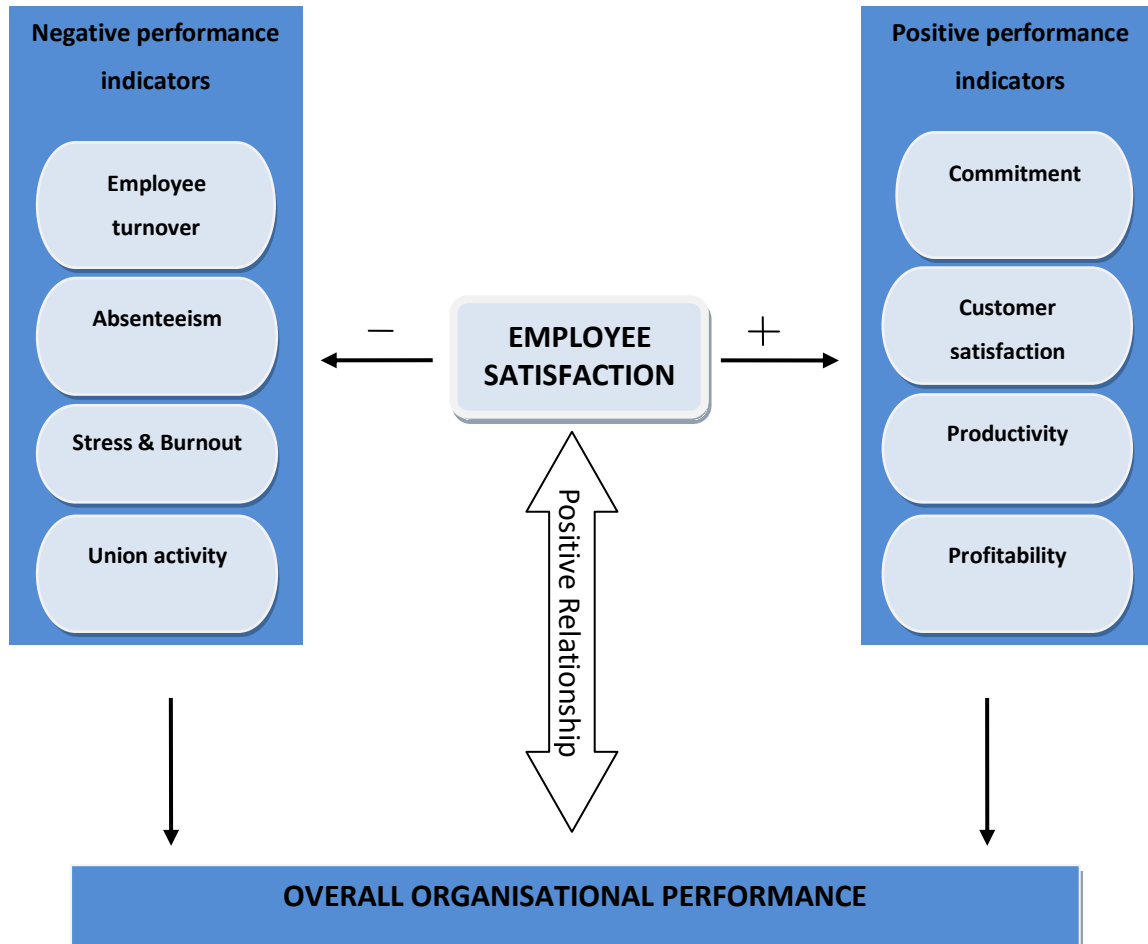 Negative performance
indicators
Employee
turnover
Absenteeism
Stress & Burnout
Union activity
−
EMPLOYEE
SATISFACTION
+
Positive Relationship
Positive performance
indicators
Commitment
Customer
satisfaction
Productivity
Profitability
OVERALL ORGANISATIONAL PERFORMANCE